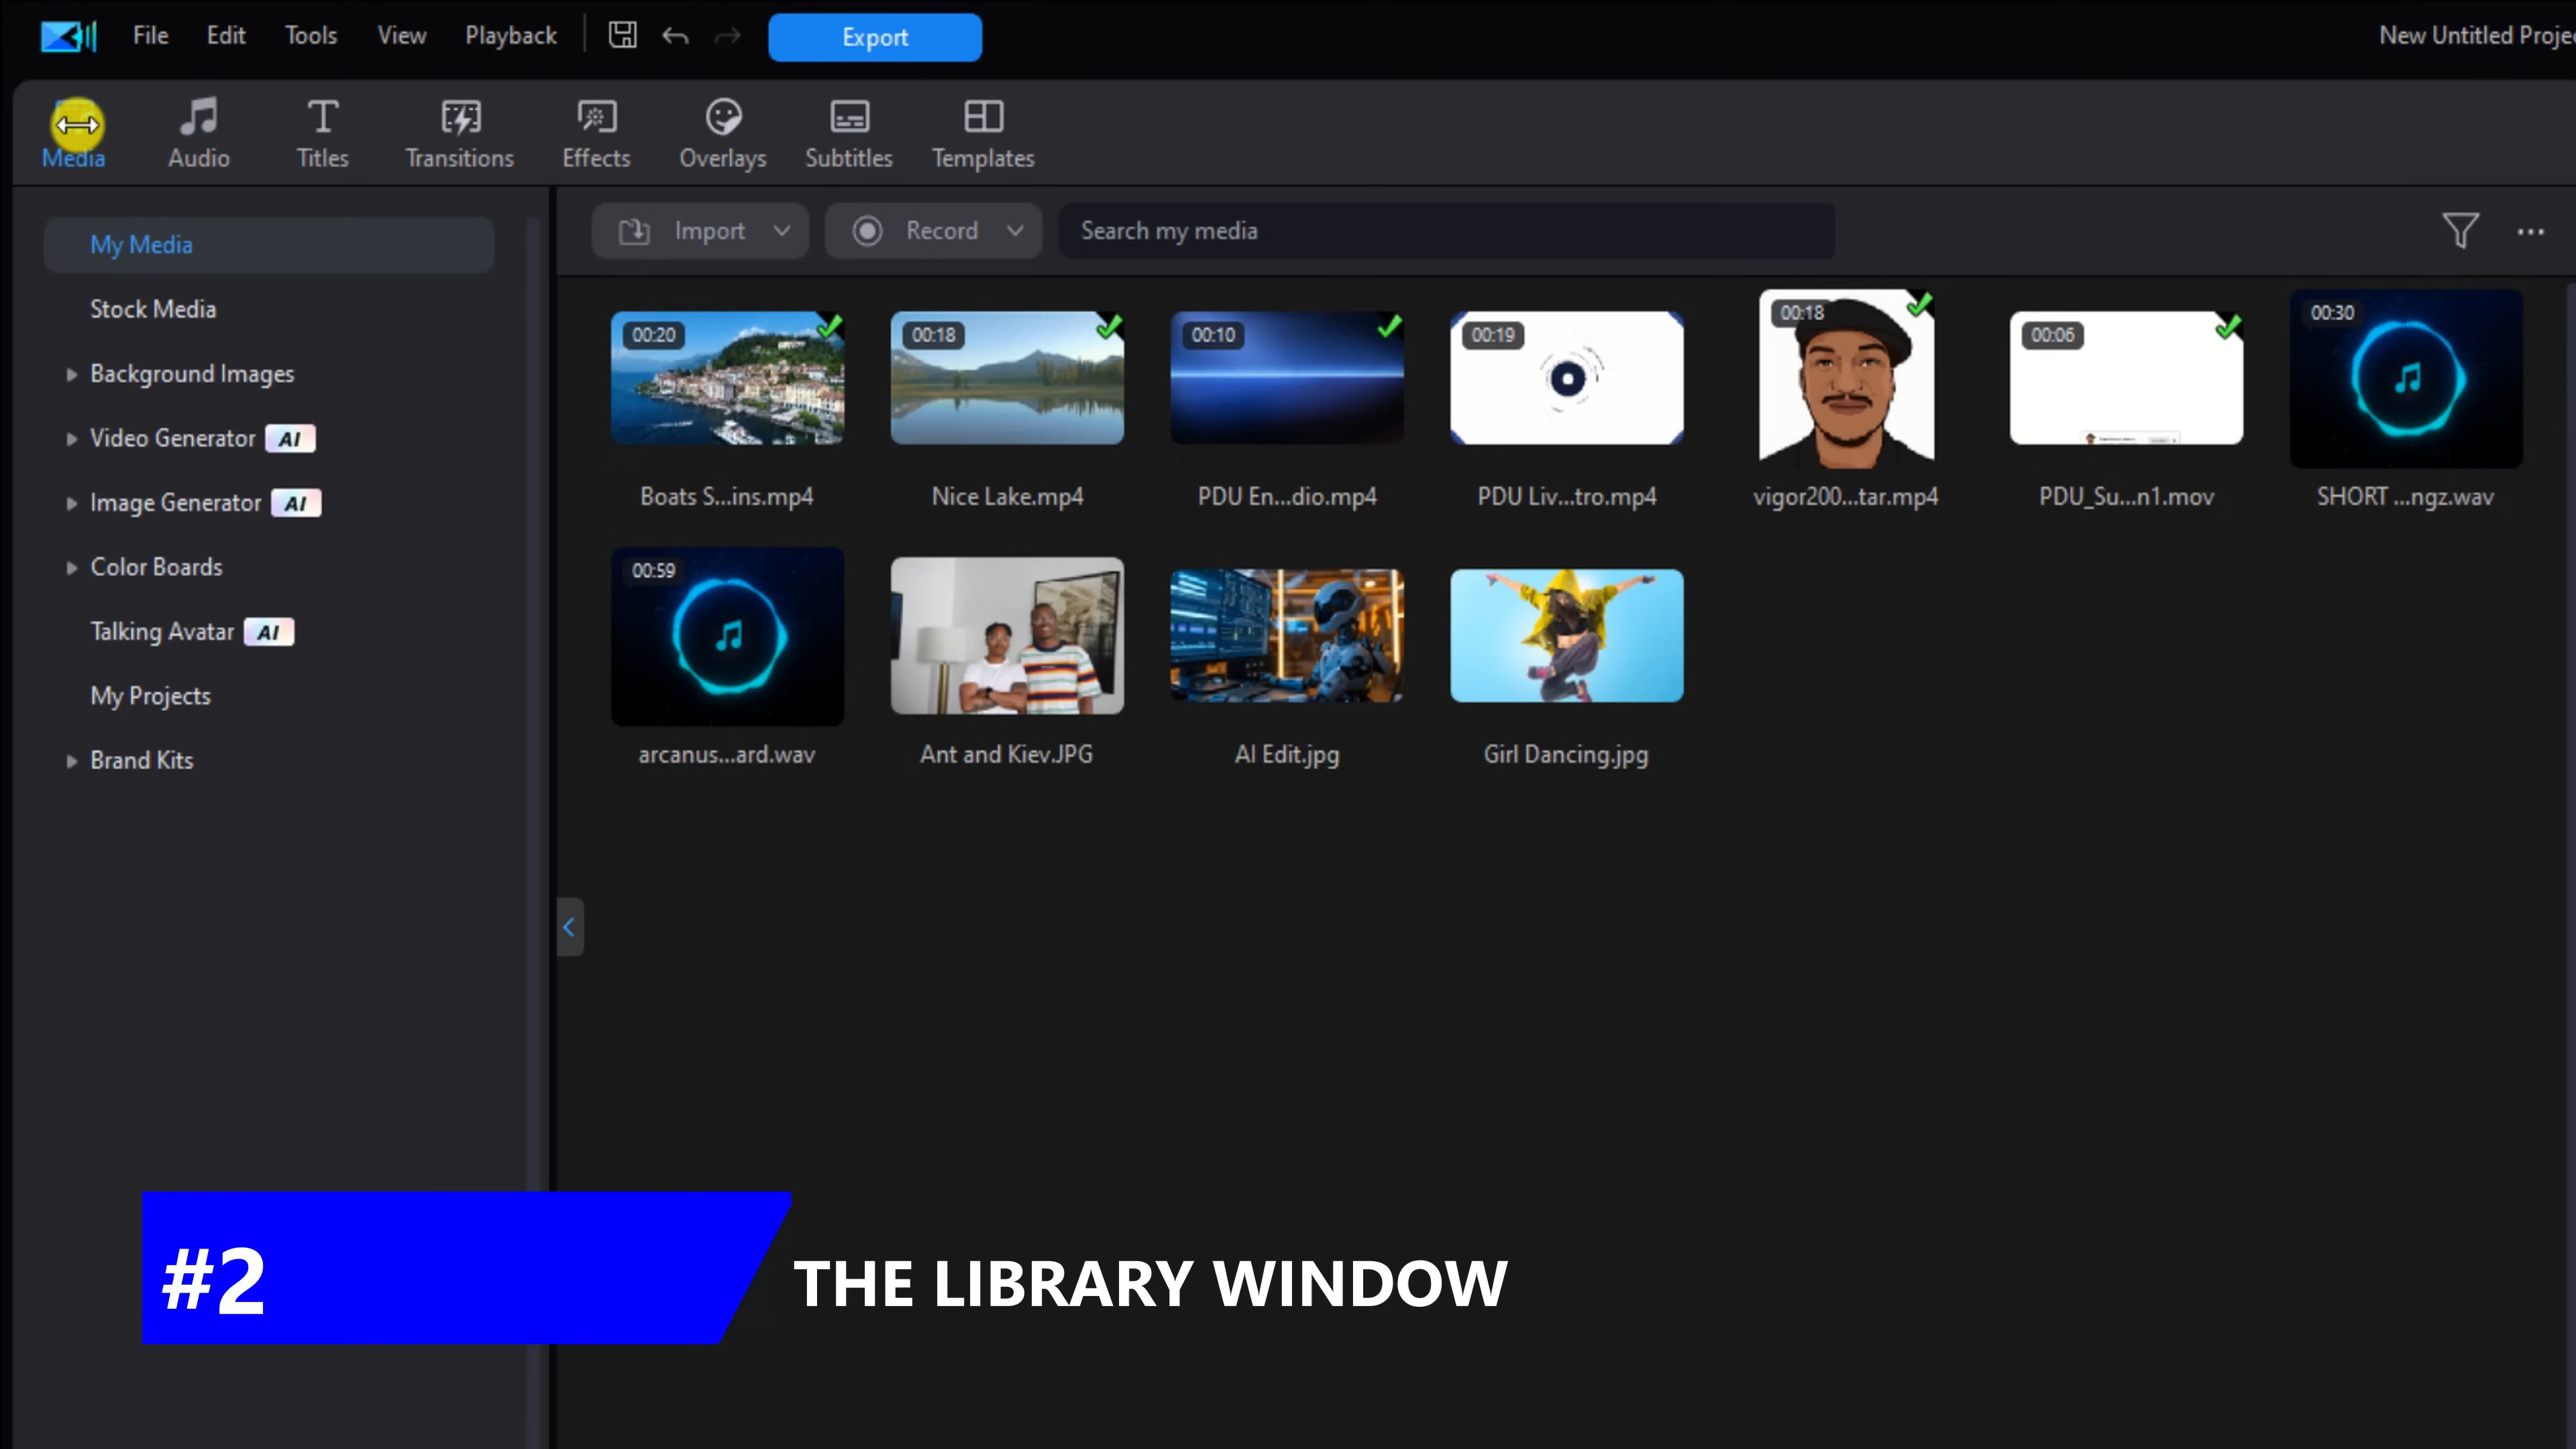 File Edit Tools View Playback Export New Untitled Projec
Media Audio Titles Transitions Effects Overlays Subtitles Templates
My Media
Stock Media
Background Images
Video Generator AI
Image Generator AI
Color Boards
Talking Avatar AI
My Projects
Brand Kits
Import Record Search my media
00:20 00:18 00:10 00:19 00:18 00:06 00:30
Boats S...ins.mp4 Nice Lake.mp4 PDU En...dio.mp4 PDU Liv...tro.mp4 vigor200...tar.mp4 PDU_Su...n1.mov SHORT ...ngz.wav
00:59
arcanus...ard.wav Ant and Kiev.JPG AI Edit.jpg Girl Dancing.jpg
#2 THE LIBRARY WINDOW